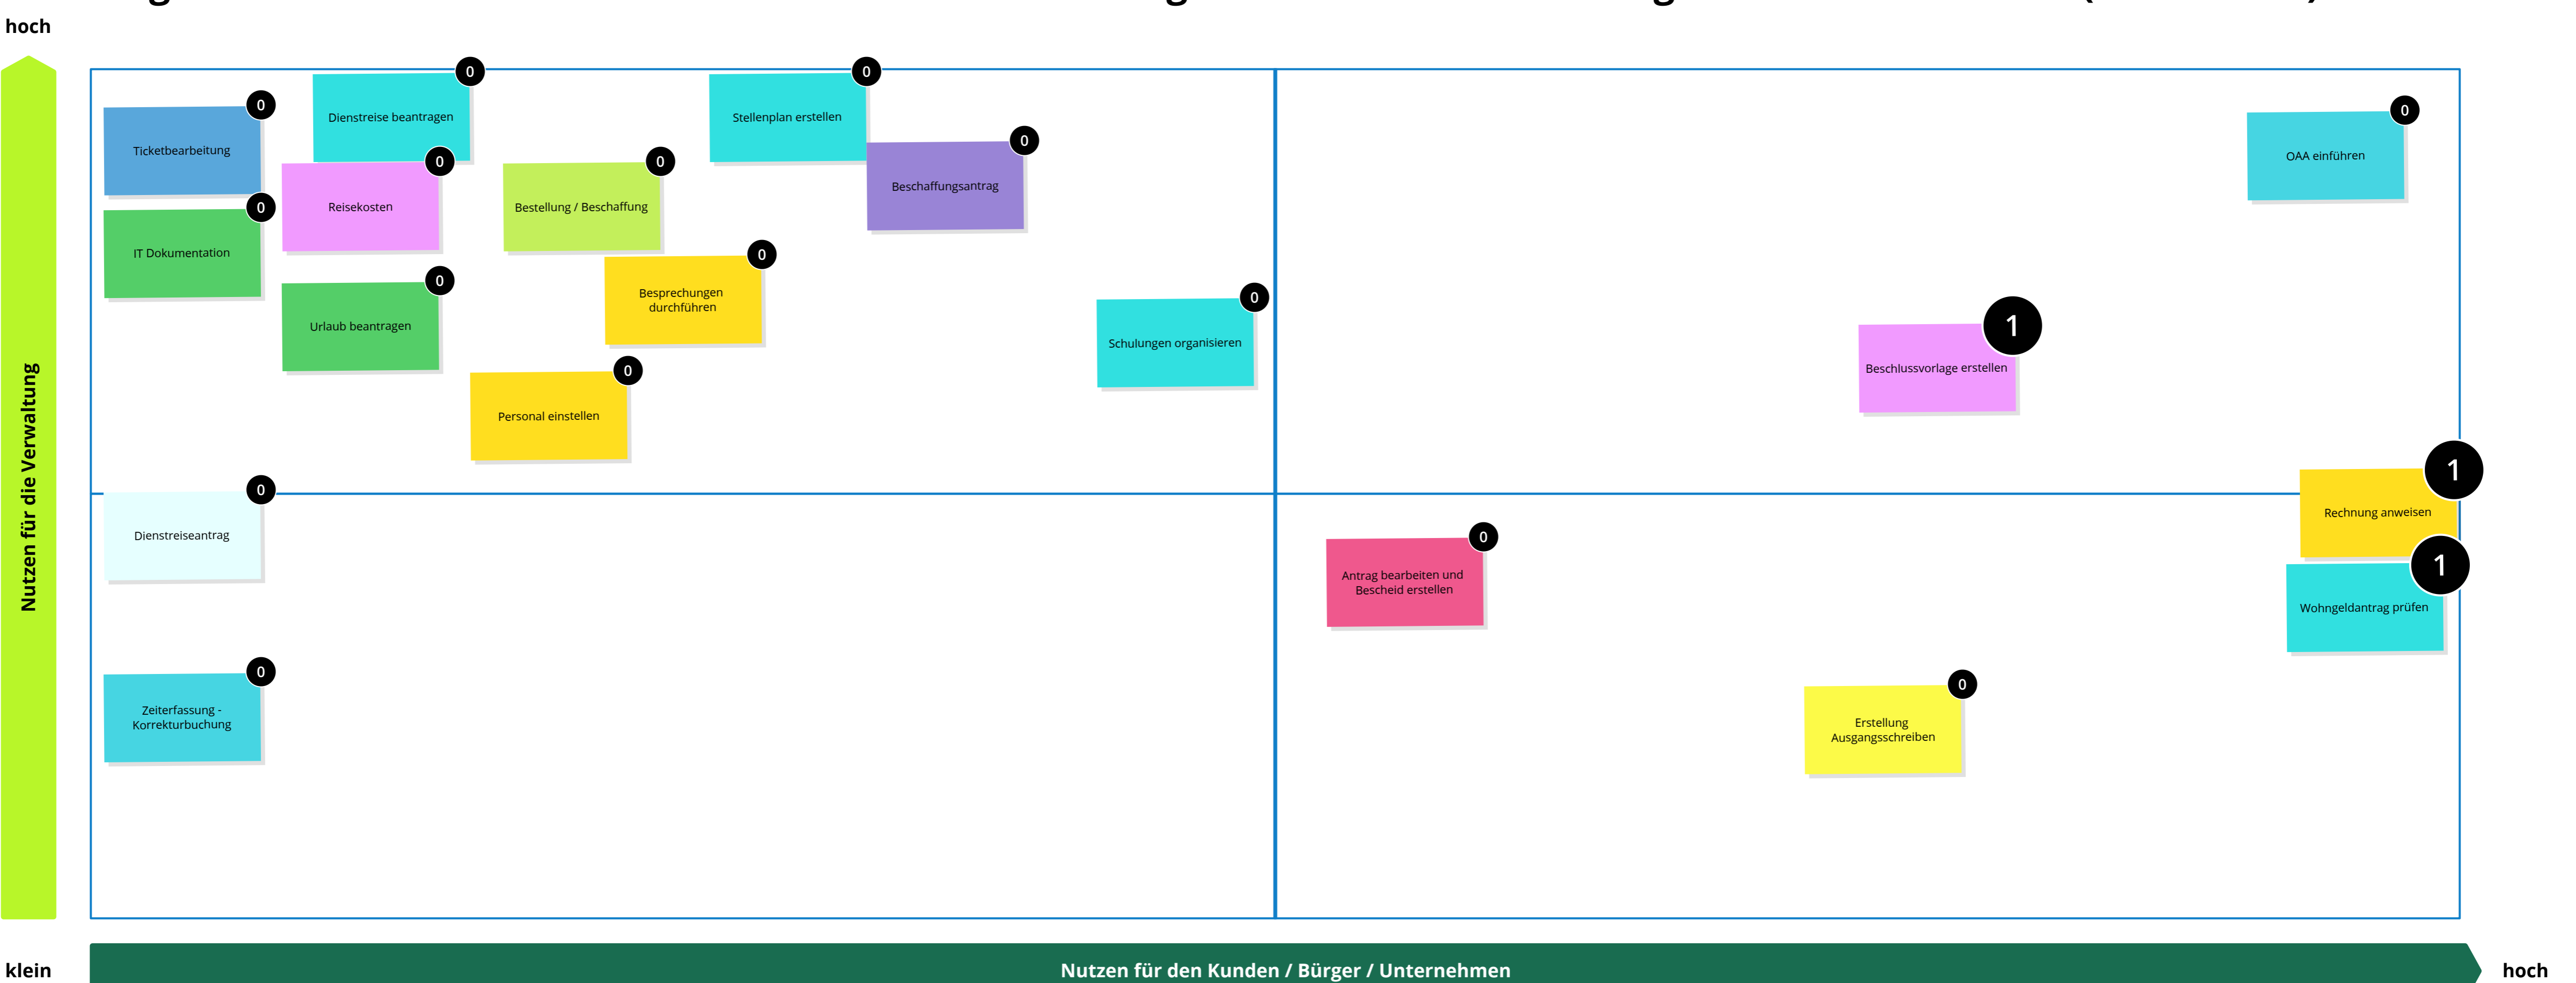 hoch
0
Dienstreise beantragen
0
Stellenplan erstellen
0
Ticketbearbeitung
0
Beschaffungsantrag
0
OAA einführen
0
Reisekosten
0
Bestellung / Beschaffung
0
IT Dokumentation
0
Besprechungen
durchführen
0
Urlaub beantragen
0
Schulungen organisieren
1
Beschlussvorlage erstellen
0
Personal einstellen
Nutzen für die Verwaltung
0
Dienstreiseantrag
1
Rechnung anweisen
0
Antrag bearbeiten und
Bescheid erstellen
1
Wohngeldantrag prüfen
0
Zeiterfassung -
Korrekturbuchung
0
Erstellung
Ausgangsschreiben
klein
Nutzen für den Kunden / Bürger / Unternehmen
hoch